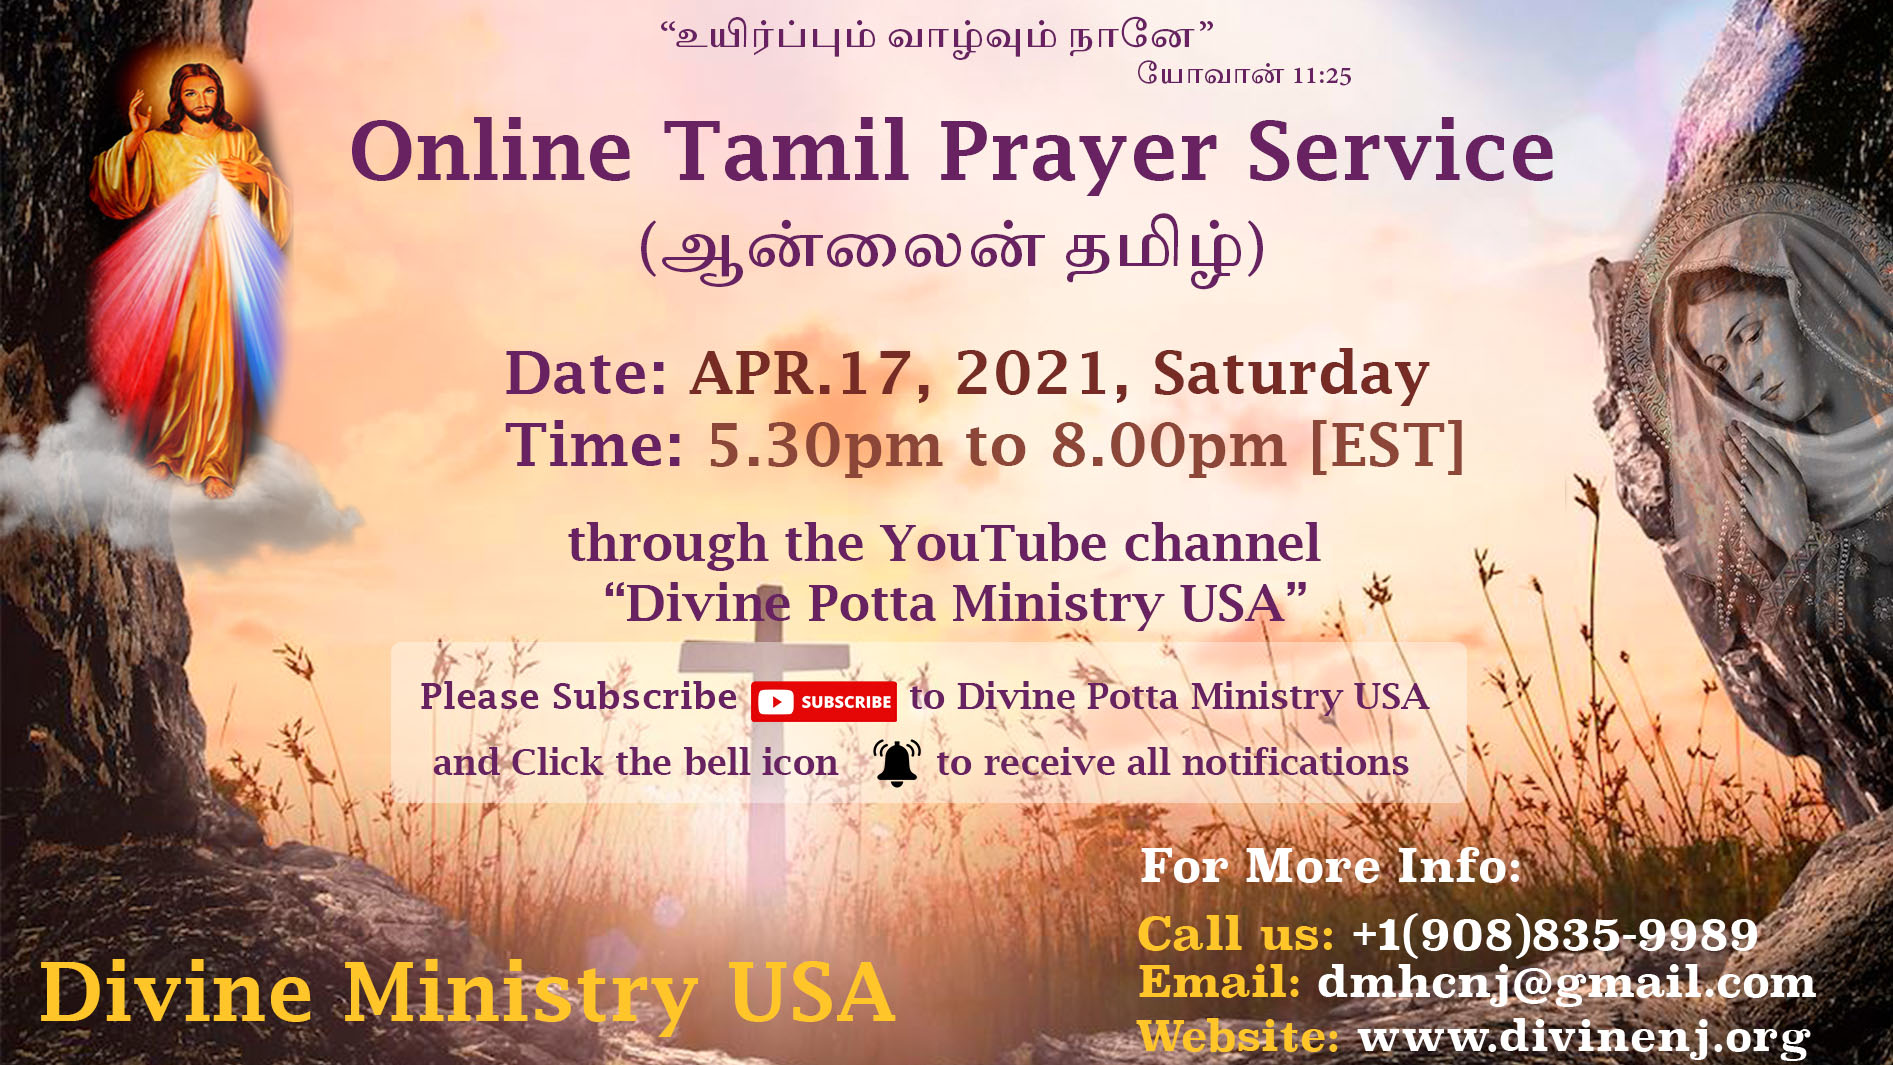 “உயிர்ப்பும் வாழ்வும் நானே”
யோவான் 11:25
Online Tamil Prayer Service
(ஆன்லைன் தமிழ்)
Date: APR.17, 2021, Saturday
Time: 5.30pm to 8.00pm [EST]
through the YouTube channel
“Divine Potta Ministry USA”
Please Subscribe SUBSCRIBE to Divine Potta Ministry USA
and Click the bell icon to receive all notifications
For More Info:
Call us: +1(908)835-9989
Email: dmhcnj@gmail.com
Website: www.divinenj.org
Divine Ministry USA